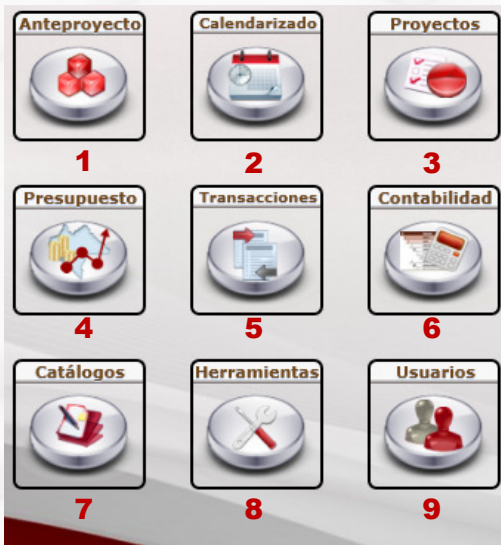 Anteproyecto Calendarizado Proyectos
1 2 3
Presupuesto Transacciones Contabilidad
4 5 6
Catálogos Herramientas Usuarios
7 8 9